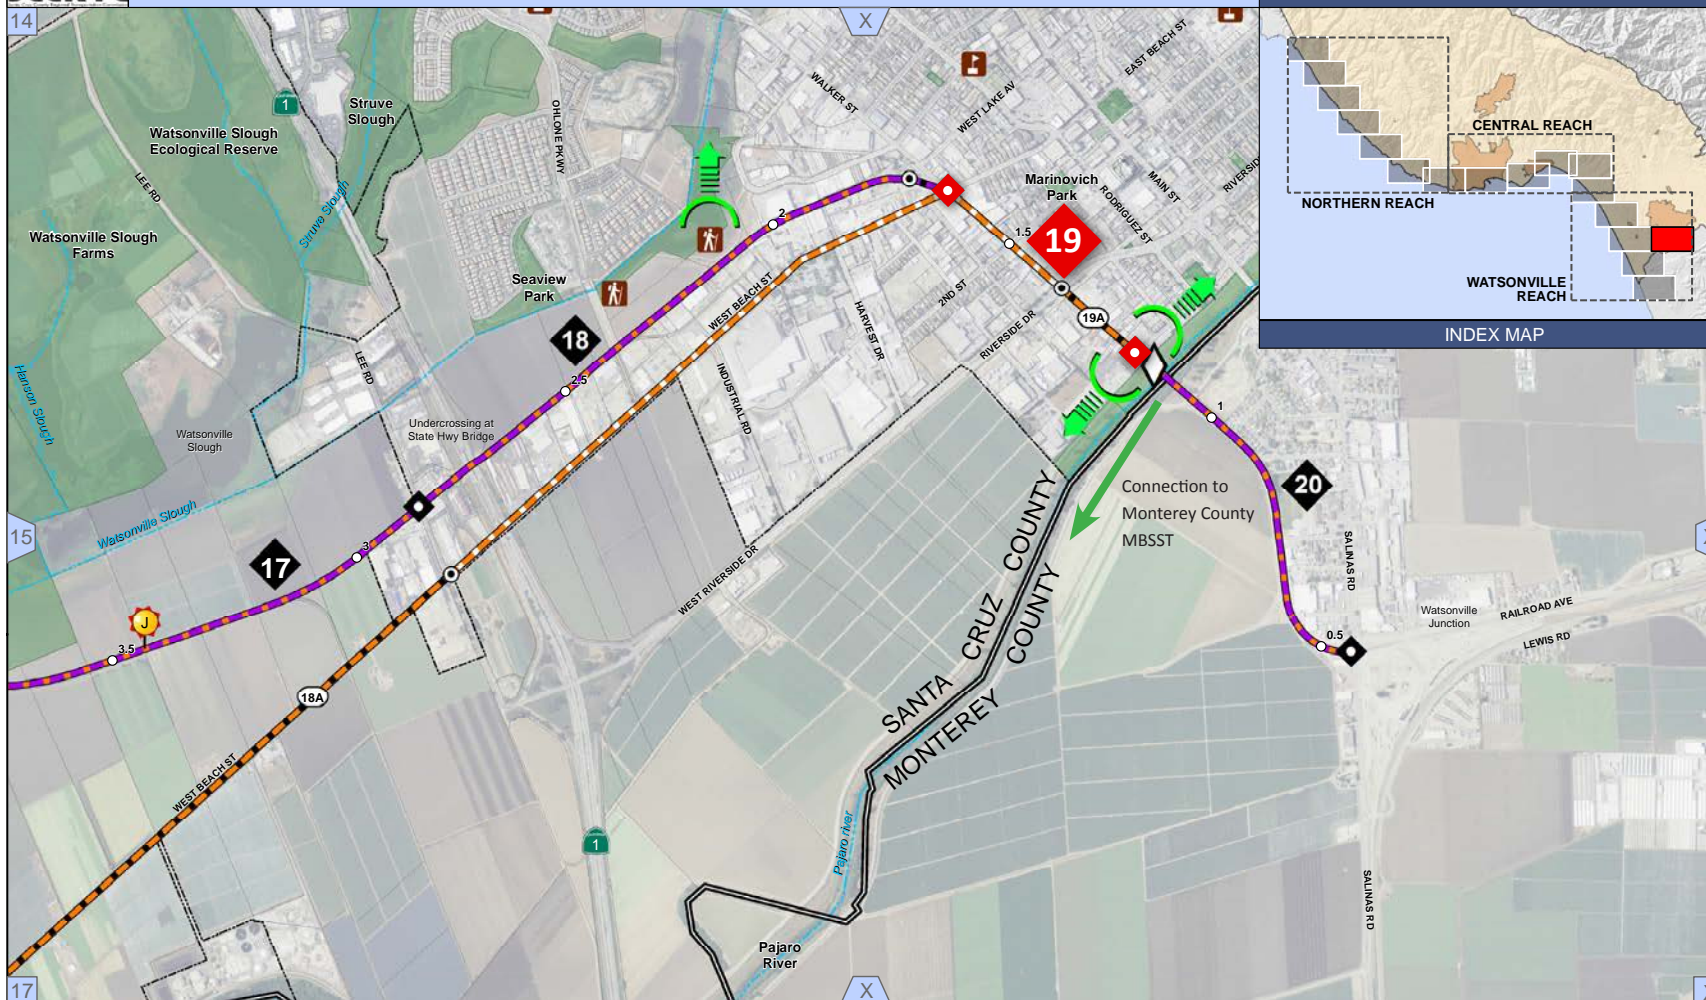 14
X
EAST BEACH ST
WALKER ST
WEST LAKE AV
1
Struve
Slough
Watsonville Slough
Ecological Reserve
OHLONE PKWY
LEE RD
Struve Slough
Watsonville Slough
Farms
Marinovich
Park
MAIN ST
RODRIGUEZ ST
2
1.5
19
Seaview
Park
WEST BEACH ST
2ND ST
HARVEST DR
RIVERSIDE DR
19A
18
LEE RD
2.5
INDUSTRIAL RD
Hanson Slough
Watsonville
Slough
Undercrossing at
State Hwy Bridge
1
Connection to
Monterey County
MBSST
20
15
Watsonville Slough
3
17
WEST RIVERSIDE DR
SALINAS RD
SANTA CRUZ COUNTY
MONTEREY COUNTY
J
3.5
Watsonville
Junction
RAILROAD AVE
LEWIS RD
0.5
18A
WEST BEACH ST
1
Pajaro river
SALINAS RD
Pajaro
River
17
X
CENTRAL REACH
NORTHERN REACH
WATSONVILLE
REACH
INDEX MAP